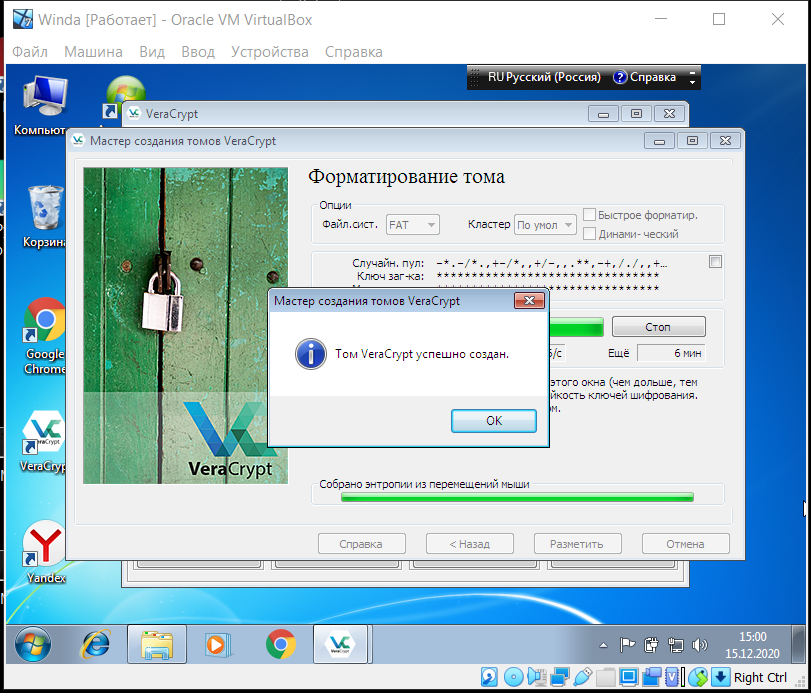 Winda [Работает] - Oracle VM VirtualBox
Файл Машина Вид Ввод Устройства Справка
RU Русский (Россия) Справка
Компьют
VeraCrypt
Мастер создания томов VeraCrypt
Форматирование тома
Опции
Файл.сист. FAT Кластер По умол Быстрое форматир.
Динами- ческий
Корзина
Случайн. пул: -*.-/*.,+-/*,,+/-,,.**,-+,/./,,+...
Ключ заг-ка: ********************************
********************************
Мастер создания томов VeraCrypt
Том VeraCrypt успешно создан.
OK
Стоп
Б/с Ещё 6 мин
этого окна (чем дольше, тем
йкость ключей шифрования.
ом.
Google
Chrome
VeraCryp
VeraCrypt
Собрано энтропии из перемещений мыши
Справка < Назад Разметить Отмена
Yandex
15:00
15.12.2020
Right Ctrl